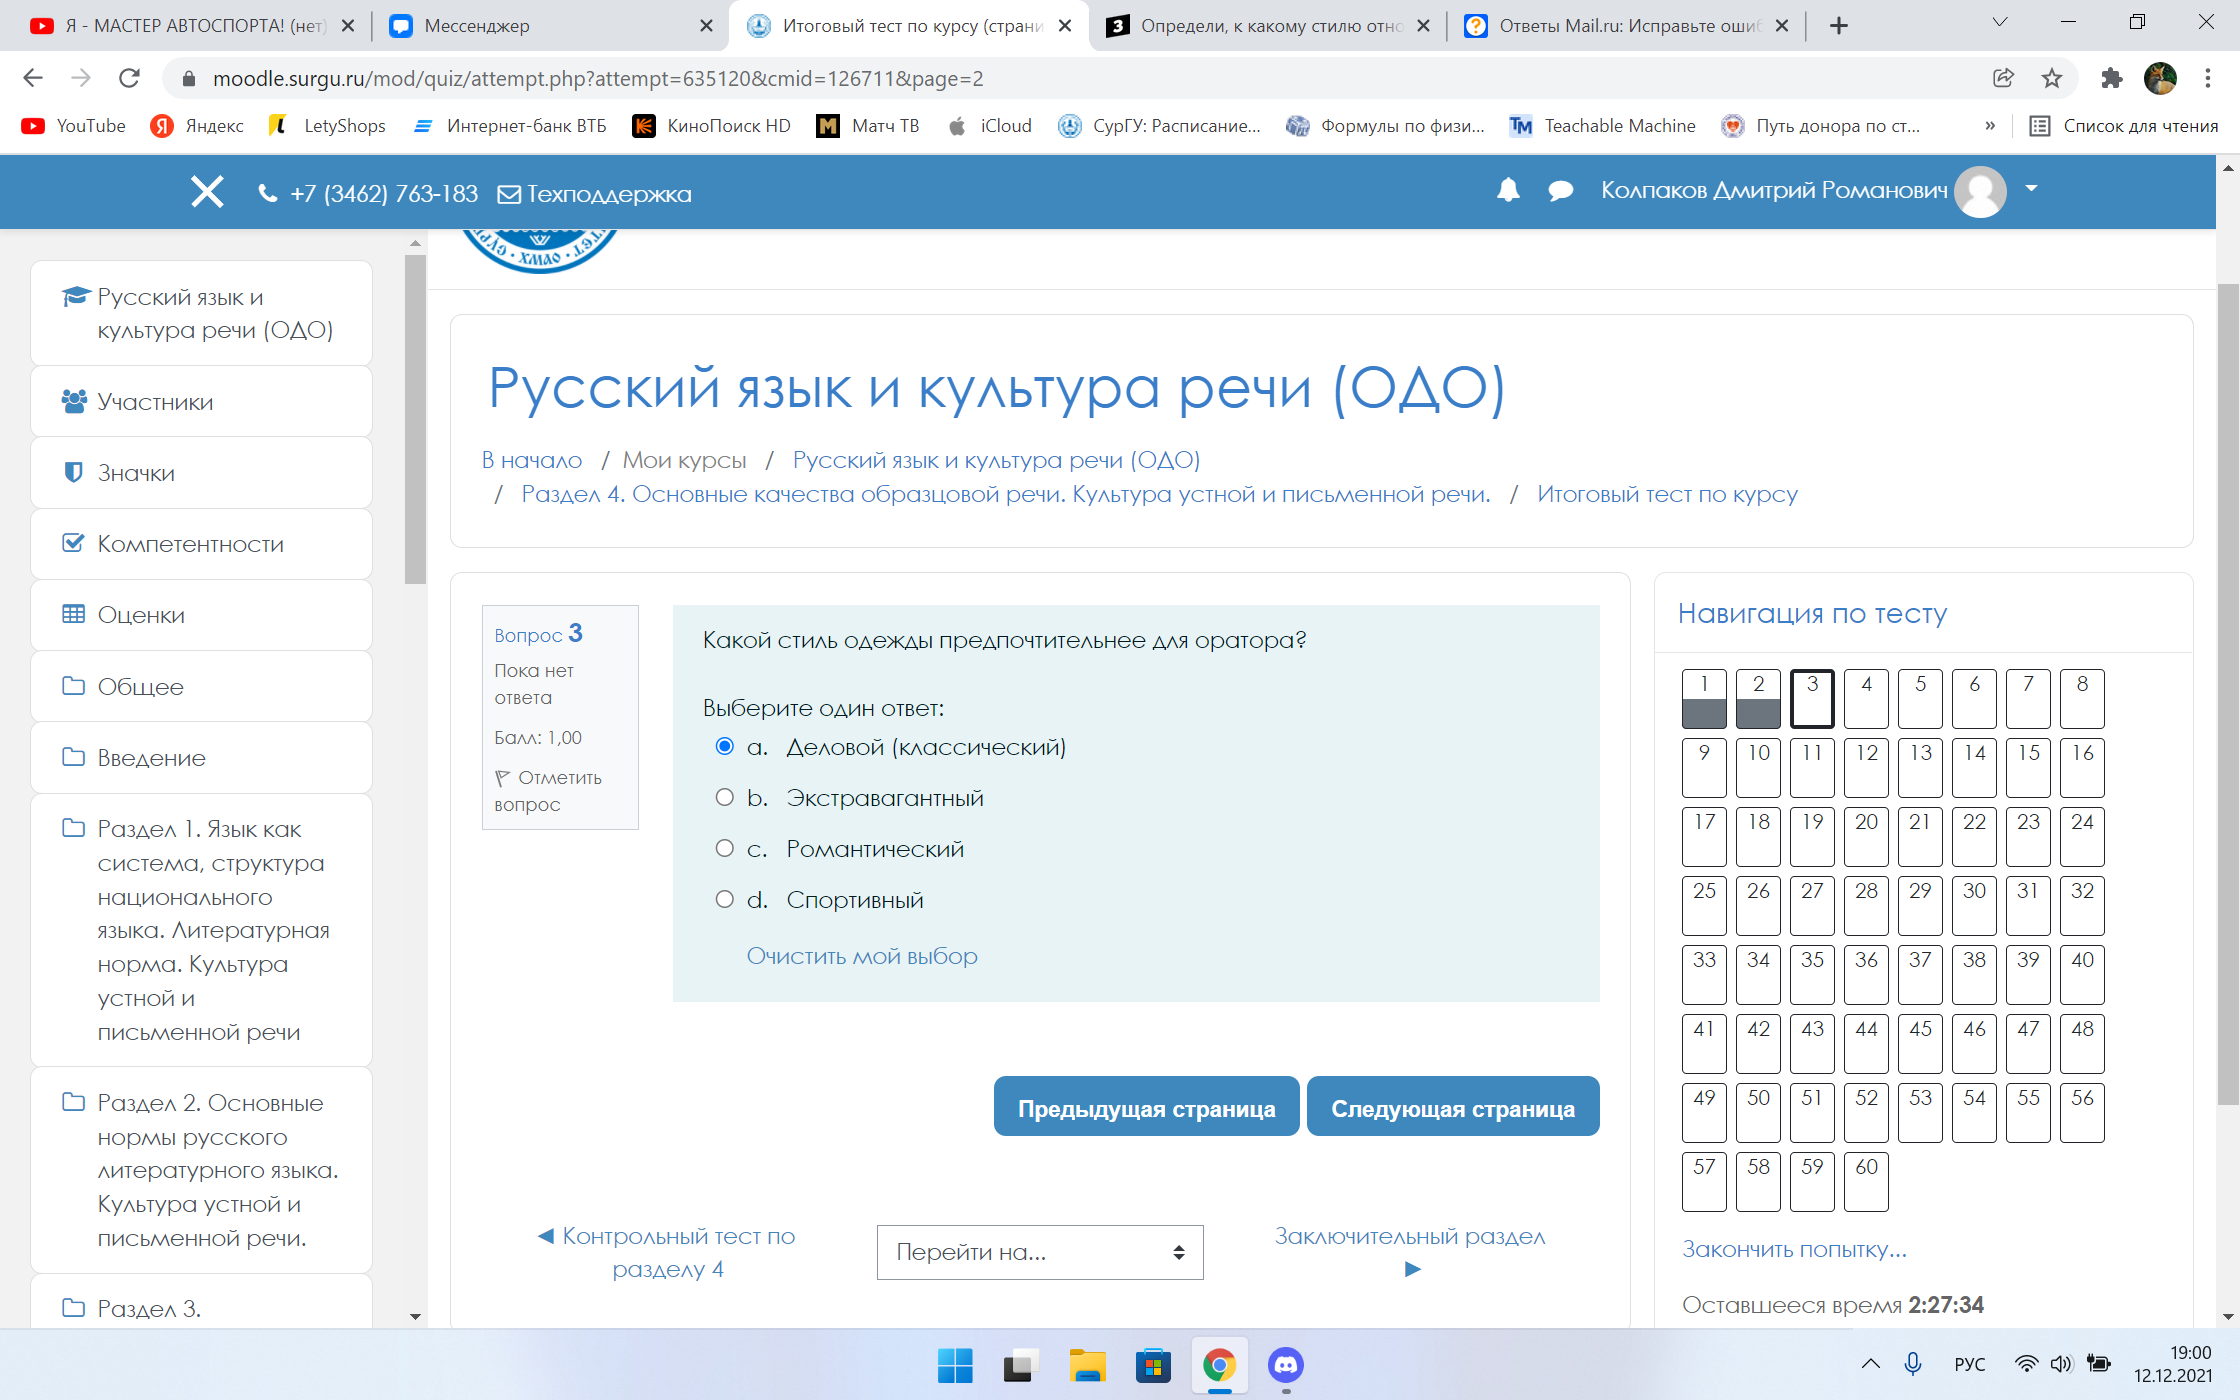 Я - МАСТЕР АВТОСПОРТА! (нет)
Мессенджер
Итоговый тест по курсу (страни
Определи, к какому стилю отно
Ответы Mail.ru: Исправьте ошиб
moodle.surgu.ru/mod/quiz/attempt.php?attempt=635120&cmid=126711&page=2
YouTube
Яндекс
LetyShops
Интернет-банк ВТБ
КиноПоиск HD
Матч ТВ
iCloud
СурГУ: Расписание...
Формулы по физи...
Teachable Machine
Путь донора по ст...
»
Список для чтения
+7 (3462) 763-183
Техподдержка
Колпаков Дмитрий Романович
Русский язык и
культура речи (ОДО)
Участники
Значки
Компетентности
Оценки
Общее
Введение
Раздел 1. Язык как
система, структура
национального
языка. Литературная
норма. Культура
устной и
письменной речи
Раздел 2. Основные
нормы русского
литературного языка.
Культура устной и
письменной речи.
Раздел 3.
Русский язык и культура речи (ОДО)
В начало / Мои курсы / Русский язык и культура речи (ОДО)
/ Раздел 4. Основные качества образцовой речи. Культура устной и письменной речи. / Итоговый тест по курсу
Вопрос 3
Пока нет
ответа
Балл: 1,00
Отметить
вопрос
Какой стиль одежды предпочтительнее для оратора?
Выберите один ответ:
a. Деловой (классический)
b. Экстравагантный
c. Романтический
d. Спортивный
Очистить мой выбор
Предыдущая страница
Следующая страница
◄ Контрольный тест по
разделу 4
Перейти на...
Заключительный раздел
►
Навигация по тесту
1 2 3 4 5 6 7 8
9 10 11 12 13 14 15 16
17 18 19 20 21 22 23 24
25 26 27 28 29 30 31 32
33 34 35 36 37 38 39 40
41 42 43 44 45 46 47 48
49 50 51 52 53 54 55 56
57 58 59 60
Закончить попытку...
Оставшееся время 2:27:34
РУС
19:00
12.12.2021